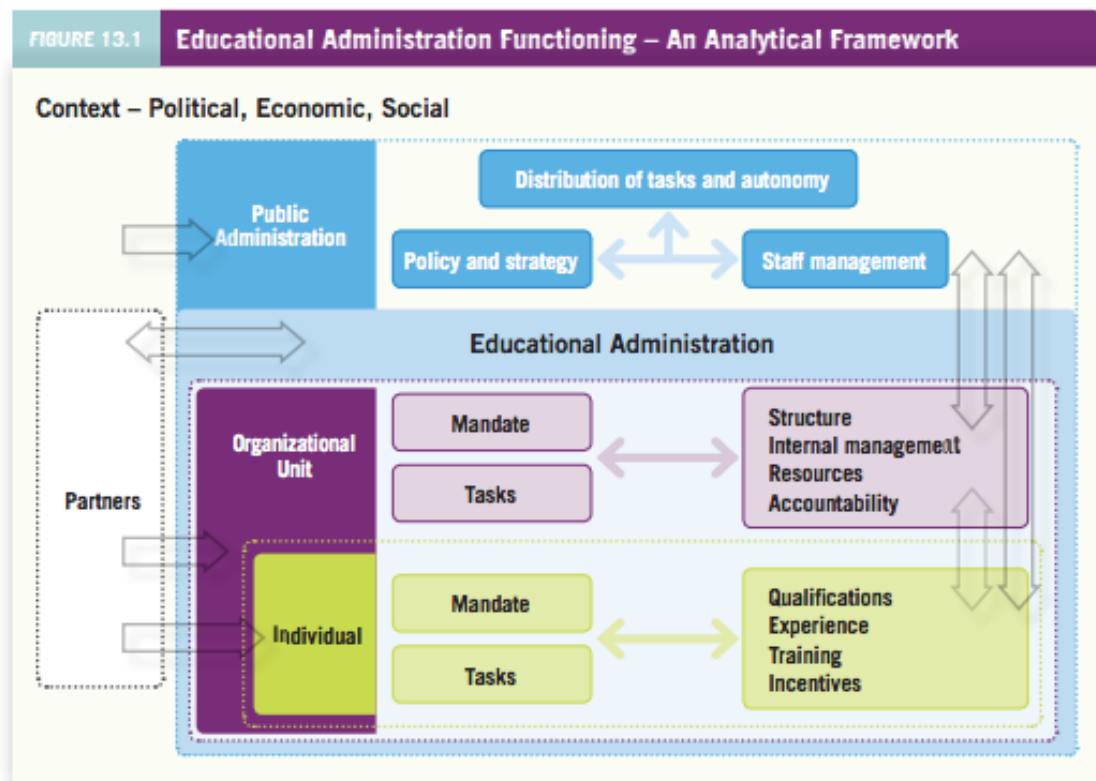 FIGURE 13.1
Educational Administration Functioning – An Analytical Framework
Context – Political, Economic, Social
Public
Administration
Distribution of tasks and autonomy
Policy and strategy
Staff management
Educational Administration
Partners
Organizational
Unit
Mandate
Tasks
Structure
Internal management
Resources
Accountability
Individual
Mandate
Tasks
Qualifications
Experience
Training
Incentives